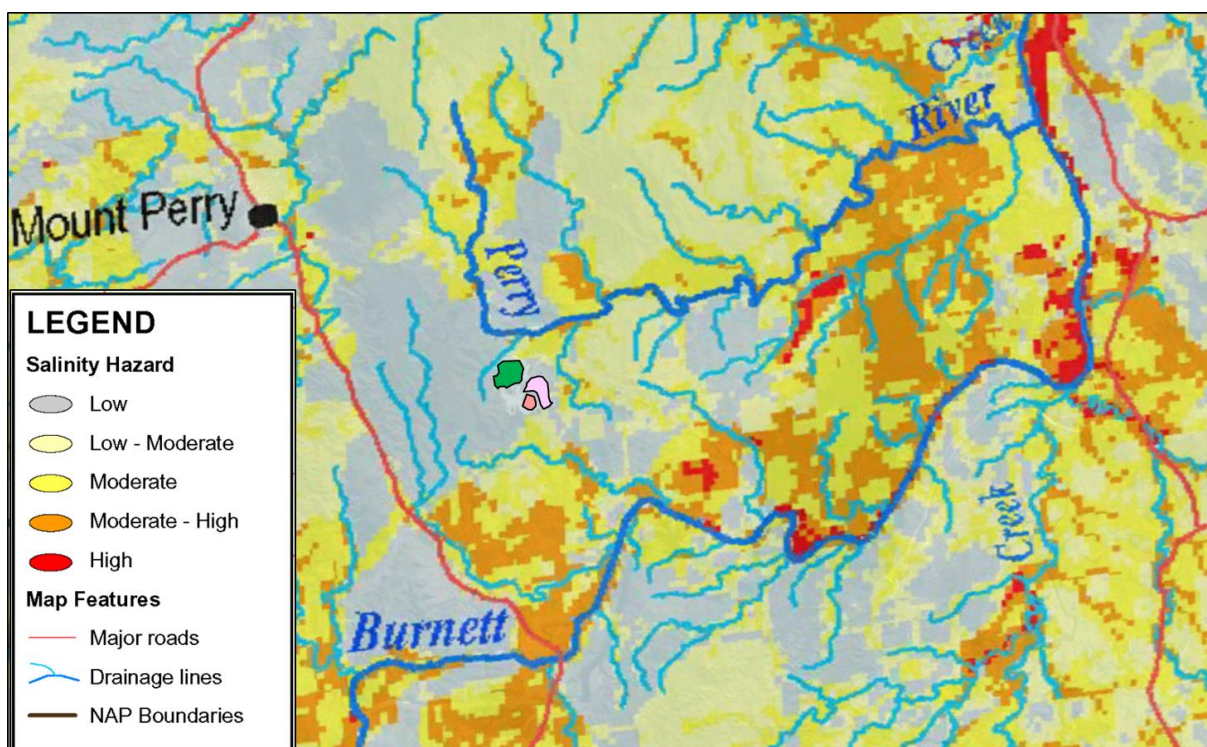 Creek
River
Mount Perry
Perry
LEGEND
Salinity Hazard
Low
Low - Moderate
Moderate
Moderate - High
High
Map Features
Major roads
Drainage lines
NAP Boundaries
Creek
Burnett